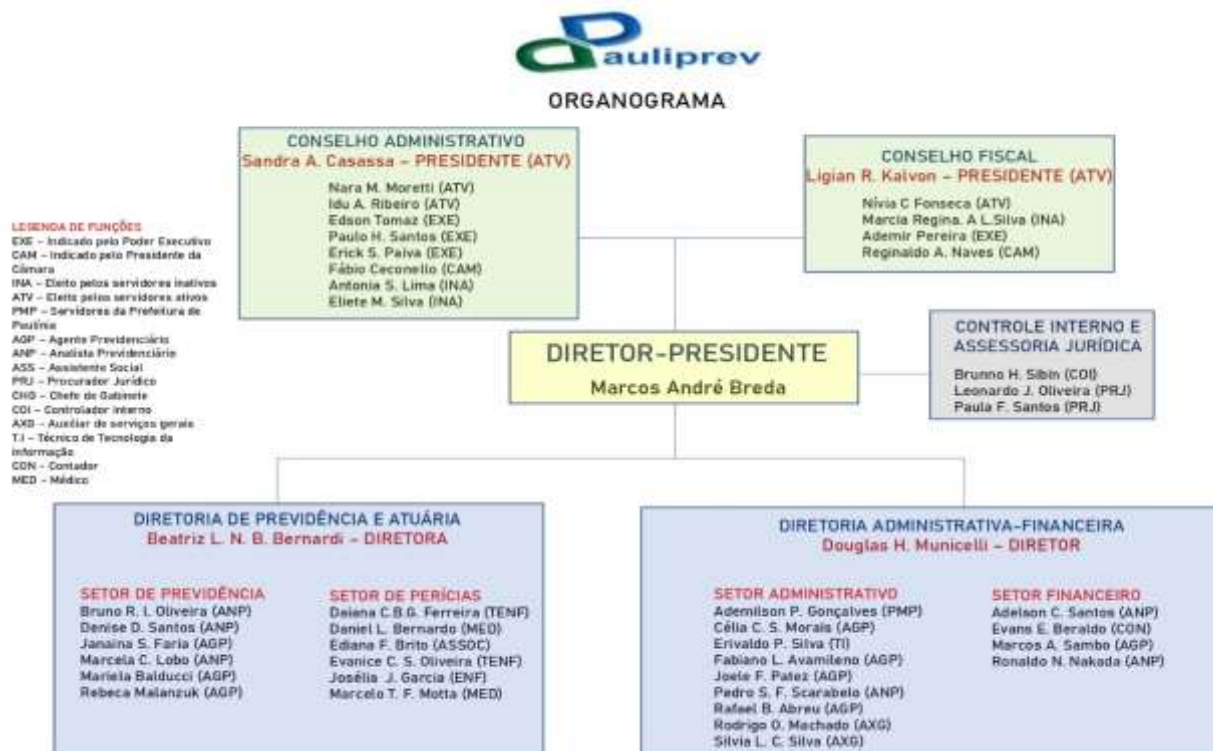 Pauliprev
ORGANOGRAMA
CONSELHO ADMINISTRATIVO
Sandra A. Casassa – PRESIDENTE (ATV)
Nara M. Moretti (ATV)
Idu A. Ribeiro (ATV)
Edson Tomaz (EXE)
Paulo H. Santos (EXE)
Erick S. Paiva (EXE)
Fábio Ceconello (CAM)
Antonia S. Lima (INA)
Eliete M. Silva (INA)
CONSELHO FISCAL
Ligian R. Kalvon – PRESIDENTE (ATV)
Nívia C Fonseca (ATV)
Marcia Regina. A L.Silva (INA)
Ademir Pereira (EXE)
Reginaldo A. Naves (CAM)
LEGENDA DE FUNÇÕES
EXE – Indicado pelo Poder Executivo
CAM – Indicado pelo Presidente da
Câmara
INA – Eleito pelos servidores inativos
ATV – Eleito pelos servidores ativos
PMP – Servidores da Prefeitura de
Paulínia
AGP – Agente Previdenciário
ANP – Analista Previdenciário
ASS – Assistente Social
PRJ – Procurador Jurídico
CHG – Chefe de Gabinete
COI – Controlador Interno
AXG – Auxiliar de serviços gerais
T.I – Técnico de Tecnologia da
informação
CON – Contador
MED – Médico
DIRETOR-PRESIDENTE
Marcos André Breda
CONTROLE INTERNO E
ASSESSORIA JURÍDICA
Brunno H. Sibin (COI)
Leonardo J. Oliveira (PRJ)
Paula F. Santos (PRJ)
DIRETORIA DE PREVIDÊNCIA E ATUÁRIA
Beatriz L. N. B. Bernardi – DIRETORA
SETOR DE PREVIDÊNCIA
Bruno R. I. Oliveira (ANP)
Denise D. Santos (ANP)
Janaina S. Faria (AGP)
Marcela C. Lobo (ANP)
Mariela Balducci (AGP)
Rebeca Malanzuk (AGP)
SETOR DE PERÍCIAS
Daiana C.B.G. Ferreira (TENF)
Daniel L. Bernardo (MED)
Ediana F. Brito (ASSOC)
Evanice C. S. Oliveira (TENF)
Josélia J. Garcia (ENF)
Marcelo T. F. Motta (MED)
DIRETORIA ADMINISTRATIVA-FINANCEIRA
Douglas H. Municelli – DIRETOR
SETOR ADMINISTRATIVO
Ademilson P. Gonçalves (PMP)
Célia C. S. Morais (AGP)
Erivaldo P. Silva (TI)
Fabiano L. Avamileno (AGP)
Joele F. Patez (AGP)
Pedro S. F. Scarabelo (ANP)
Rafael B. Abreu (AGP)
Rodrigo O. Machado (AXG)
Silvia L. C. Silva (AXG)
SETOR FINANCEIRO
Adelson C. Santos (ANP)
Evans E. Beraldo (CON)
Marcos A. Sambo (AGP)
Ronaldo N. Nakada (ANP)